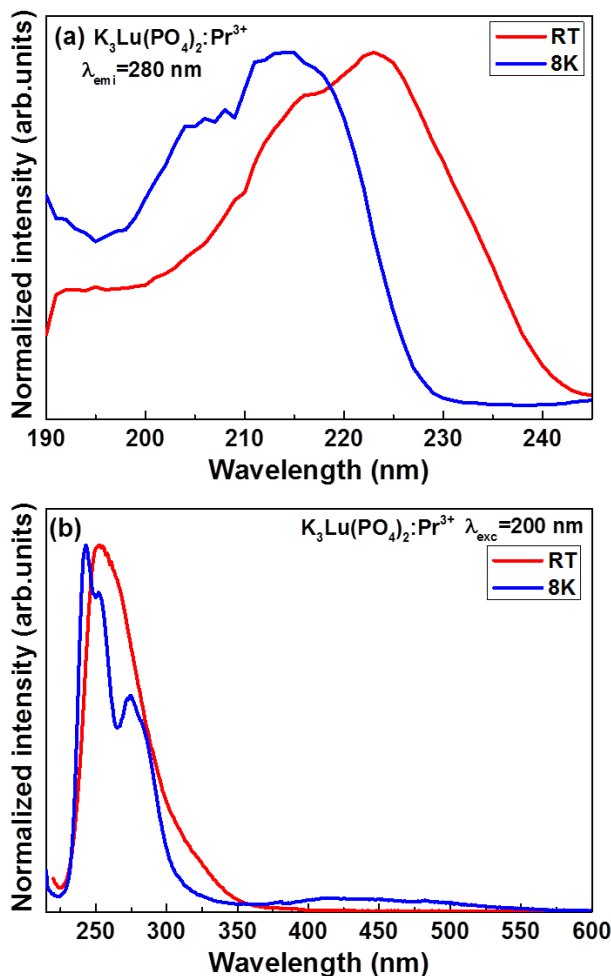 (a) K₃Lu(PO₄)₂:Pr³⁺
λemi=280 nm
RT
8K
Normalized intensity (arb.units)
190 200 210 220 230 240
Wavelength (nm)
(b) K₃Lu(PO₄)₂:Pr³⁺ λexc=200 nm
RT
8K
Normalized intensity (arb.units)
250 300 350 400 450 500 550 600
Wavelength (nm)